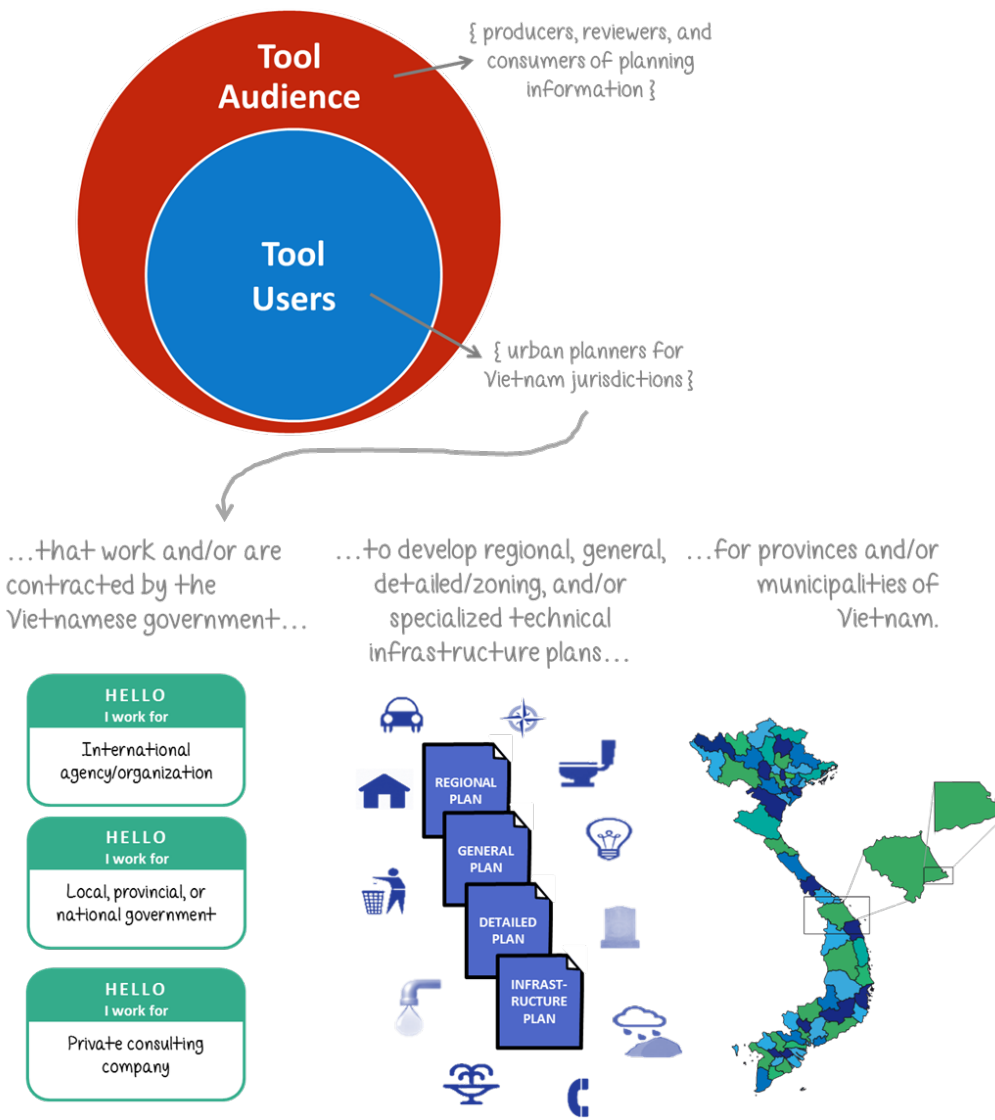 Tool
Audience
{ producers, reviewers, and
consumers of planning
information }
Tool
Users
{ urban planners for
Vietnam jurisdictions }
...that work and/or are
contracted by the
Vietnamese government...
...to develop regional, general,
detailed/zoning, and/or
specialized technical
infrastructure plans...
...for provinces and/or
municipalities of
Vietnam.
HELLO
I work for
International
agency/organization
HELLO
I work for
Local, provincial, or
national government
HELLO
I work for
Private consulting
company
REGIONAL
PLAN
GENERAL
PLAN
DETAILED
PLAN
INFRAST-
RUCTURE
PLAN